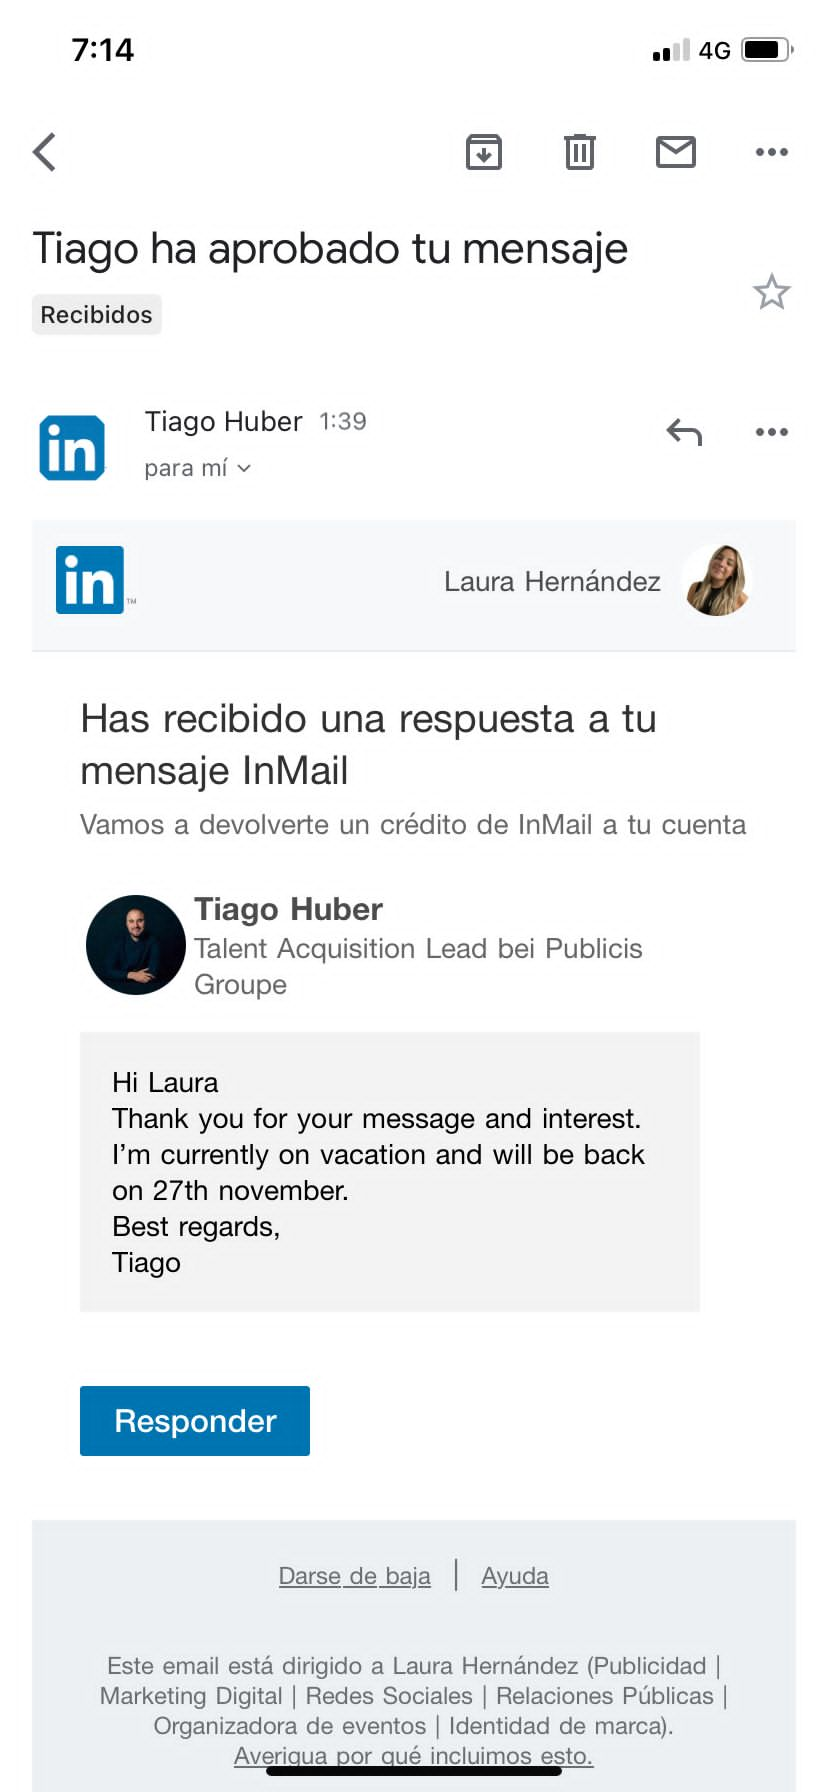 7:14
4G
Tiago ha aprobado tu mensaje
Recibidos
in
Tiago Huber 1:39
para mí
in TM
Laura Hernández
Has recibido una respuesta a tu
mensaje InMail
Vamos a devolverte un crédito de InMail a tu cuenta
Tiago Huber
Talent Acquisition Lead bei Publicis
Groupe
Hi Laura
Thank you for your message and interest.
I’m currently on vacation and will be back
on 27th november.
Best regards,
Tiago
Responder
Darse de baja | Ayuda
Este email está dirigido a Laura Hernández (Publicidad |
Marketing Digital | Redes Sociales | Relaciones Públicas |
Organizadora de eventos | Identidad de marca).
Averigua por qué incluimos esto.